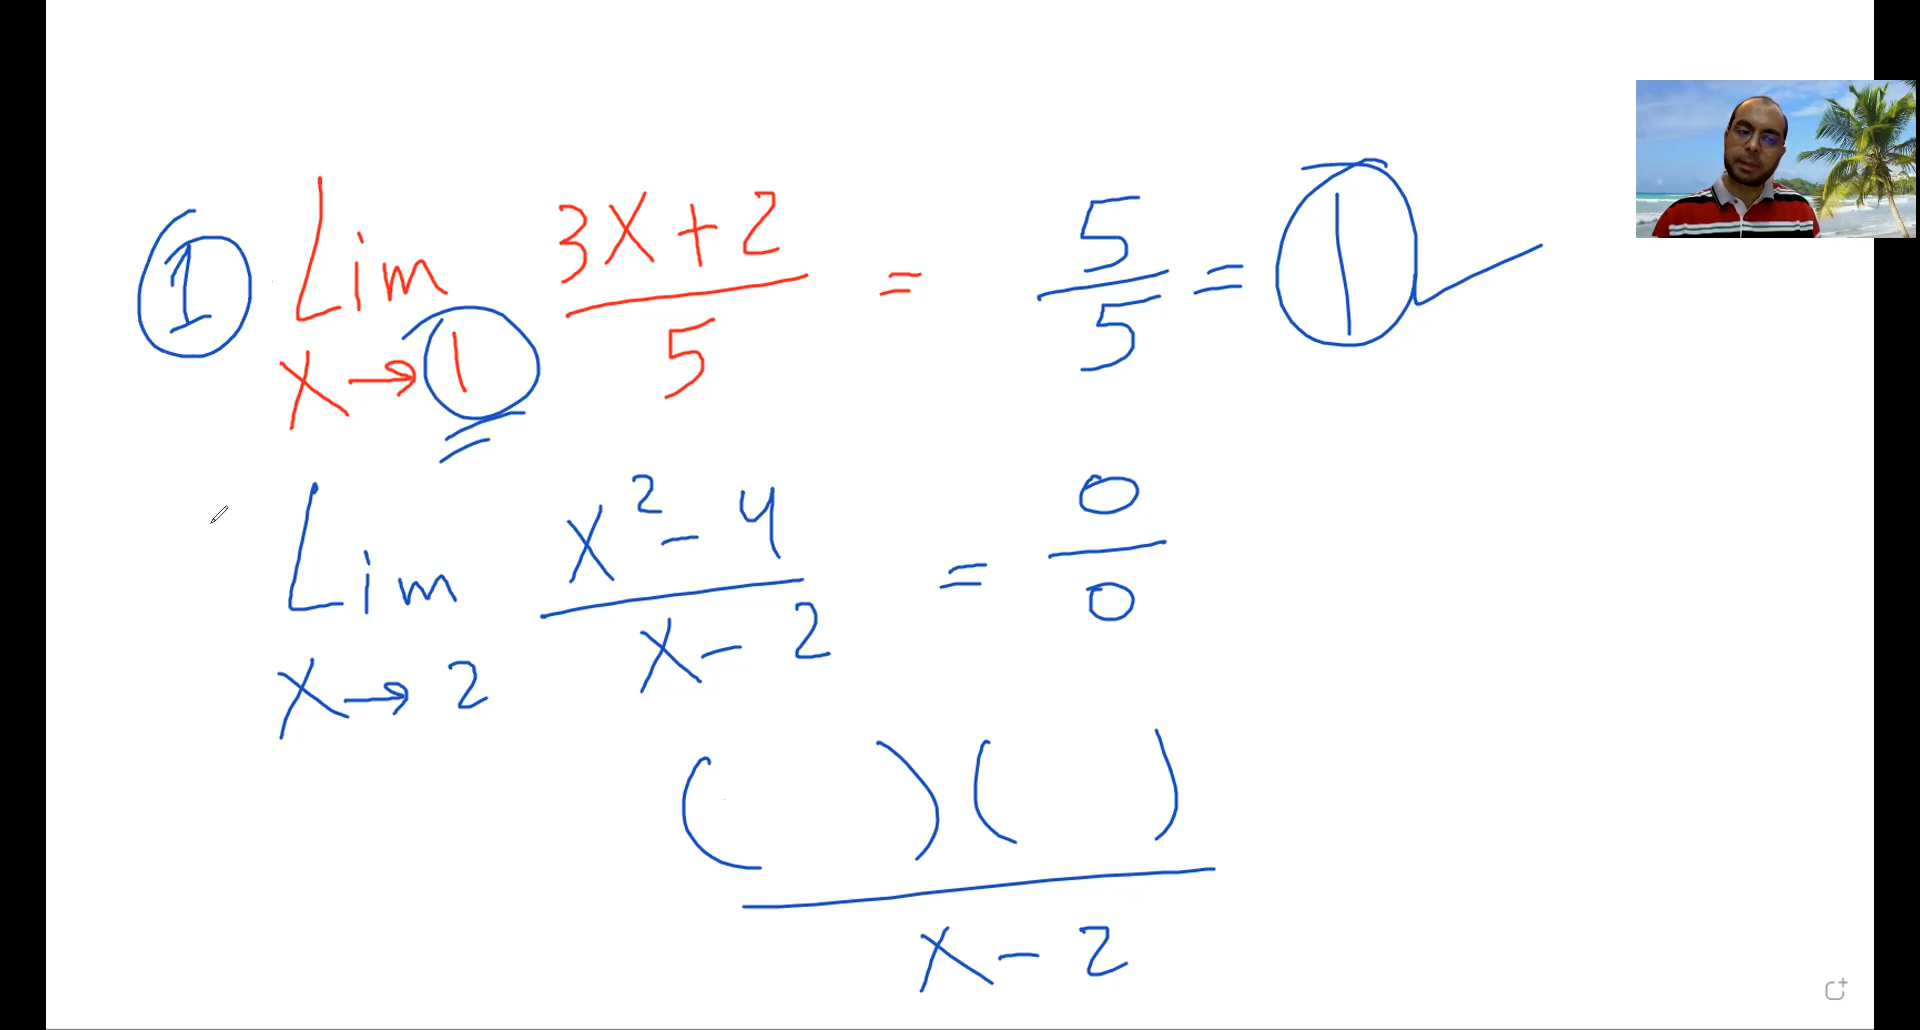 ① Lim 3x+2 / 5 = 5/5 = 1
x→1
Lim x² - 4 / x - 2 = 0/0
x→2
( ) ( )
x - 2